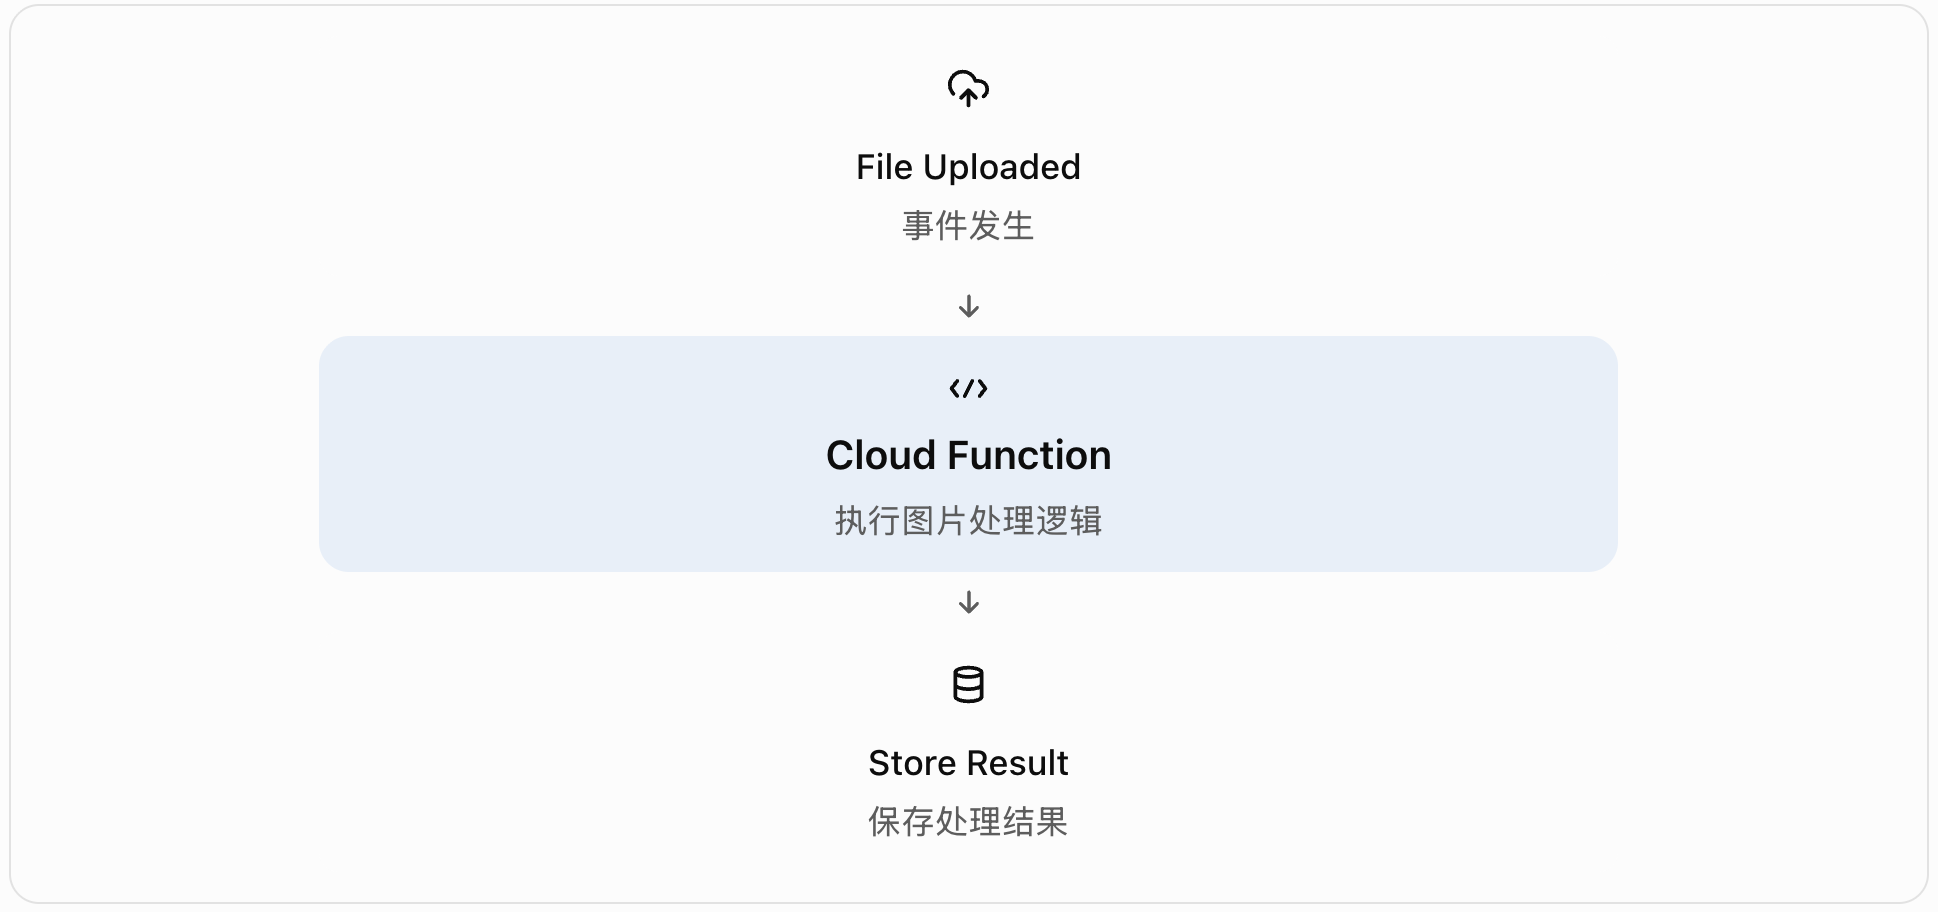 File Uploaded
事件发生
Cloud Function
执行图片处理逻辑
Store Result
保存处理结果